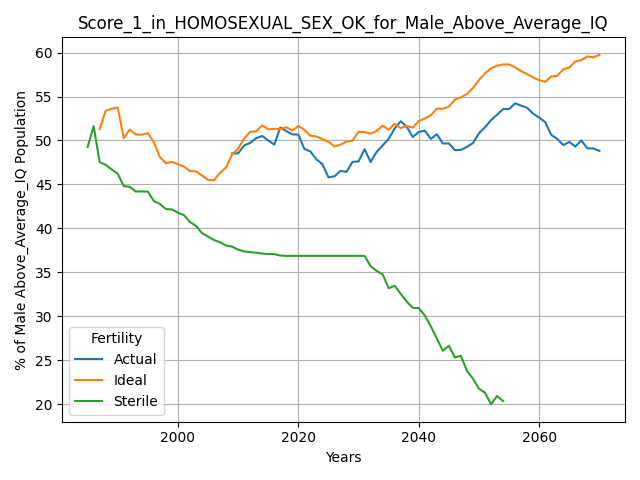 Score_1_in_HOMOSEXUAL_SEX_OK_for_Male_Above_Average_IQ
% of Male Above_Average_IQ Population
60
55
50
45
40
35
30
25
20
Fertility
Actual
Ideal
Sterile
2000 2020 2040 2060
Years